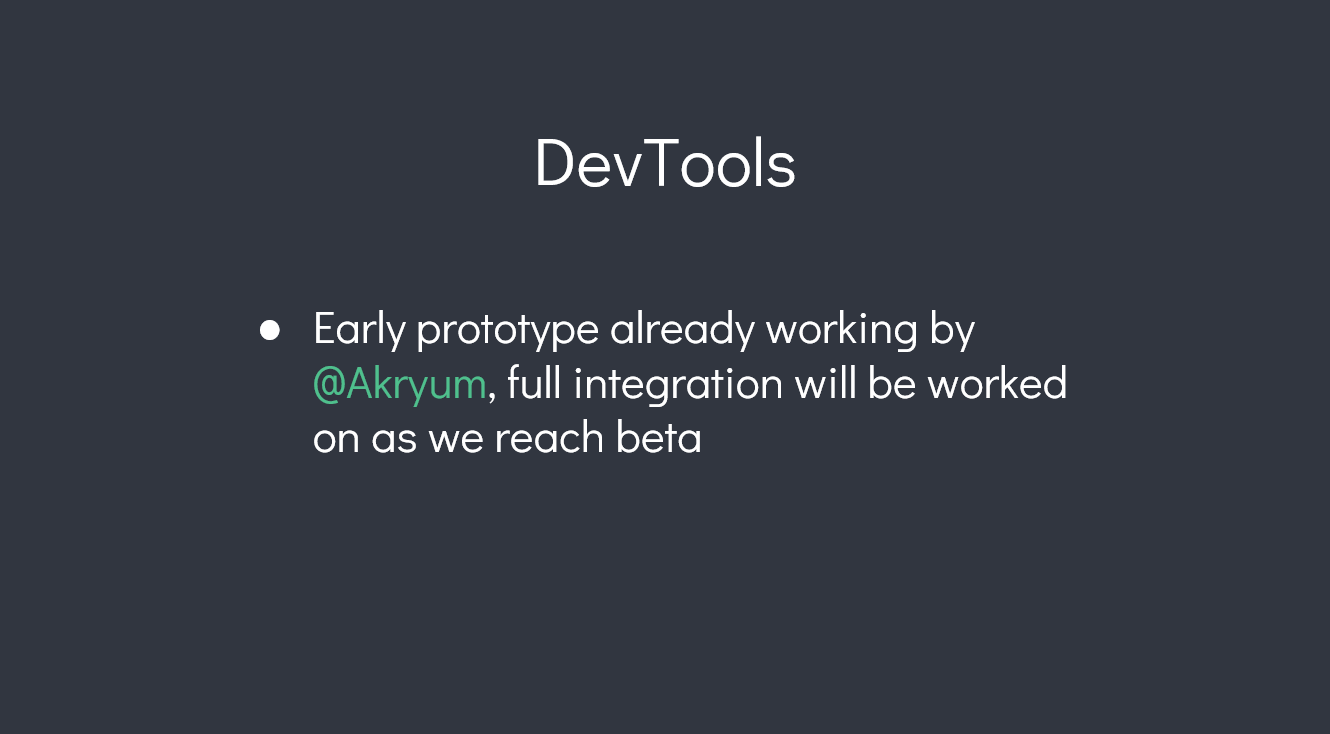 DevTools
● Early prototype already working by
@Akryum, full integration will be worked
on as we reach beta